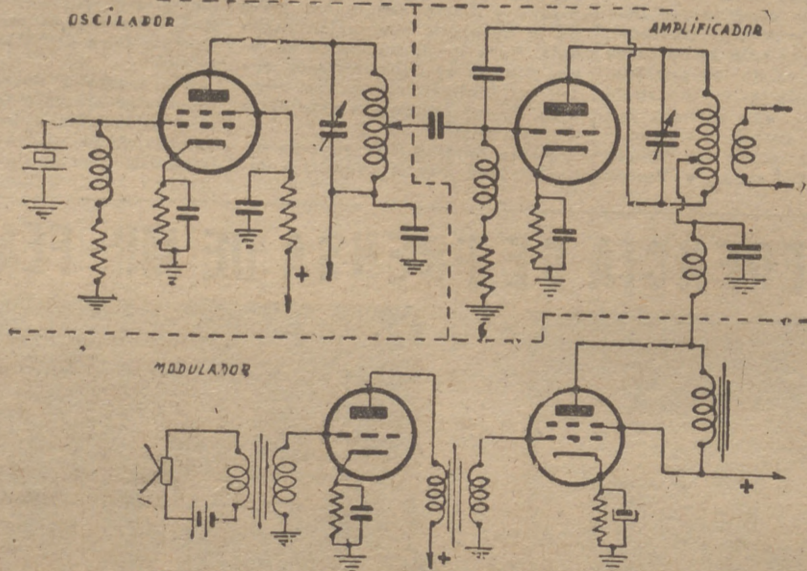 OSCILADOR
AMPLIFICADOR
+
MODULADOR
+
+